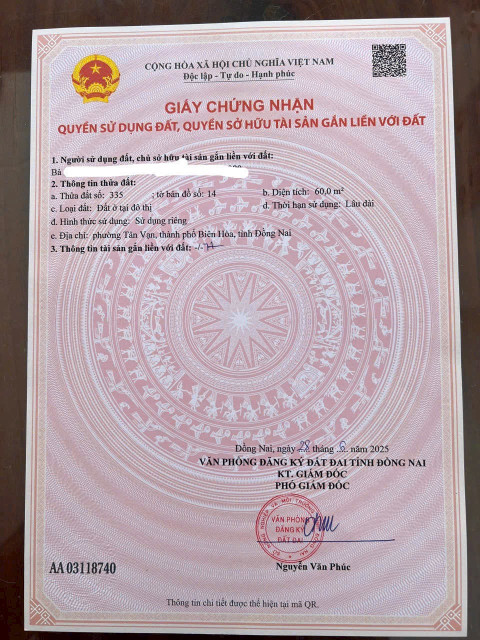 CỘNG HÒA XÃ HỘI CHỦ NGHĨA VIỆT NAM
Độc lập - Tự do - Hạnh phúc
GIẤY CHỨNG NHẬN
QUYỀN SỬ DỤNG ĐẤT, QUYỀN SỞ HỮU TÀI SẢN GẮN LIỀN VỚI ĐẤT
1. Người sử dụng đất, chủ sở hữu tài sản gắn liền với đất:
Bà
2. Thông tin thửa đất:
a. Thửa đất số: 335 ; tờ bản đồ số: 14 b. Diện tích: 60,0 m²
c. Loại đất: Đất ở tại đô thị d. Thời hạn sử dụng: Lâu dài
đ. Hình thức sử dụng: Sử dụng riêng
e. Địa chỉ: phường Tân Vạn, thành phố Biên Hòa, tỉnh Đồng Nai
3. Thông tin tài sản gắn liền với đất: -/-
Đồng Nai, ngày 28 tháng năm 2025
VĂN PHÒNG ĐĂNG KÝ ĐẤT ĐAI TỈNH ĐỒNG NAI
KT. GIÁM ĐỐC
PHÓ GIÁM ĐỐC
VĂN PHÒNG
ĐĂNG KÝ
ĐẤT ĐAI
Nguyễn Văn Phúc
AA 03118740
Thông tin chi tiết được thể hiện tại mã QR.